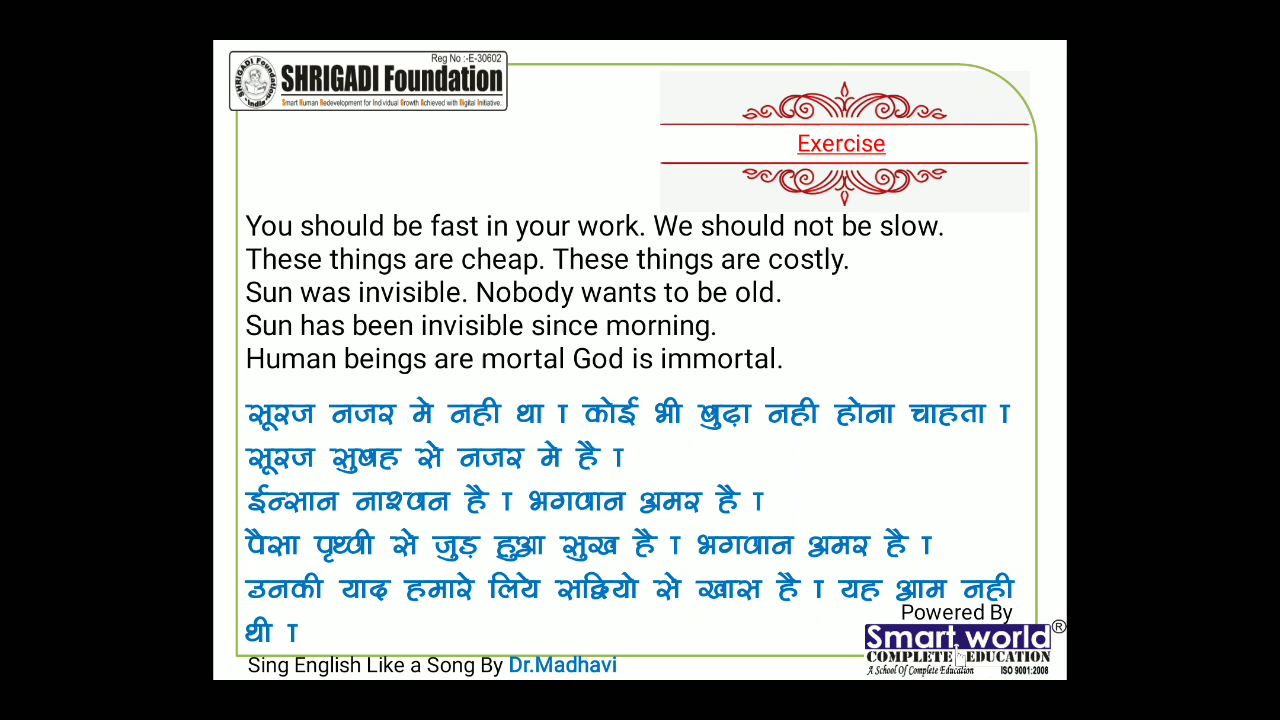 Reg No :-E-30602
SHRIGADI Foundation
SHRIGADI Foundation
India
Smart Human Redevelopment for Individual Growth Achieved with Digital Initiative.
Exercise
You should be fast in your work. We should not be slow.
These things are cheap. These things are costly.
Sun was invisible. Nobody wants to be old.
Sun has been invisible since morning.
Human beings are mortal God is immortal.
सूरज नजर मे नही था । कोई भी बुढ़ा नही होना चाहता ।
सूरज सुबह से नजर मे है ।
ईन्सान नाश्वान है । भगवान अमर है ।
पैसा पृथ्वी से जुड़ हुआ सुख है । भगवान अमर है ।
उनकी याद हमारे लिये सद्वियो से खास है । यह आम नही
थी ।
Powered By
Smart world ®
COMPLETE EDUCATION
A School Of Complete Education ISO 9001:2008
Sing English Like a Song By Dr.Madhavi